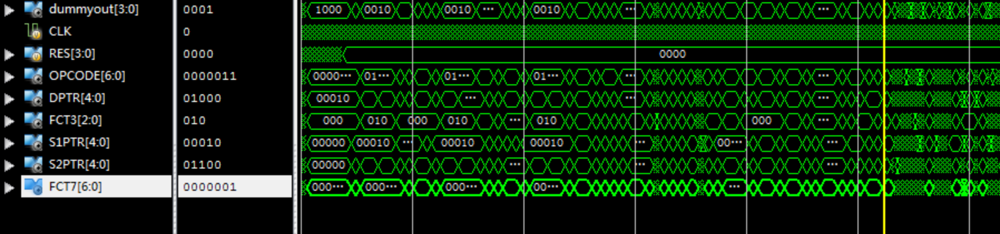 dummyout[3:0] 0001 1000 0010 0010 ··· 0010 ··· ···
CLK 0
RES[3:0] 0000 0000
OPCODE[6:0] 0000011 0000··· 01··· 01··· 01··· ··· ···
DPTR[4:0] 01000 00010 ··· ··· ···
FCT3[2:0] 010 000 010 000 010 ··· 010 000 ···
S1PTR[4:0] 00010 00000 00010 ··· 00010 00010 ··· 00··· ···
S2PTR[4:0] 01100 00000 ··· ··· ···
FCT7[6:0] 0000001 000··· 000··· 000··· 00··· ···